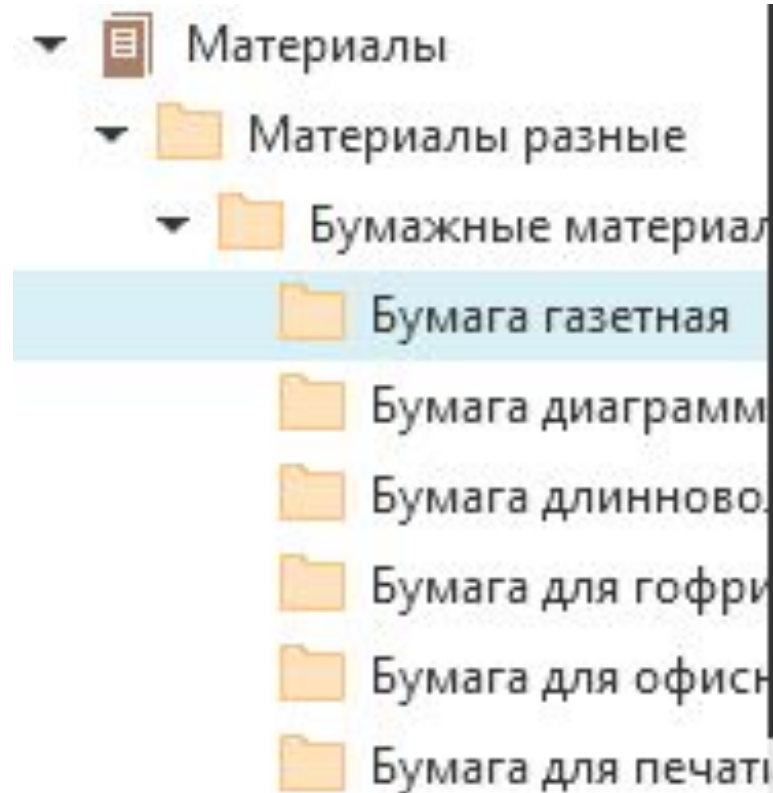 Материалы
Материалы разные
Бумажные материал
Бумага газетная
Бумага диаграмм
Бумага длинново
Бумага для гофри
Бумага для офисн
Бумага для печати